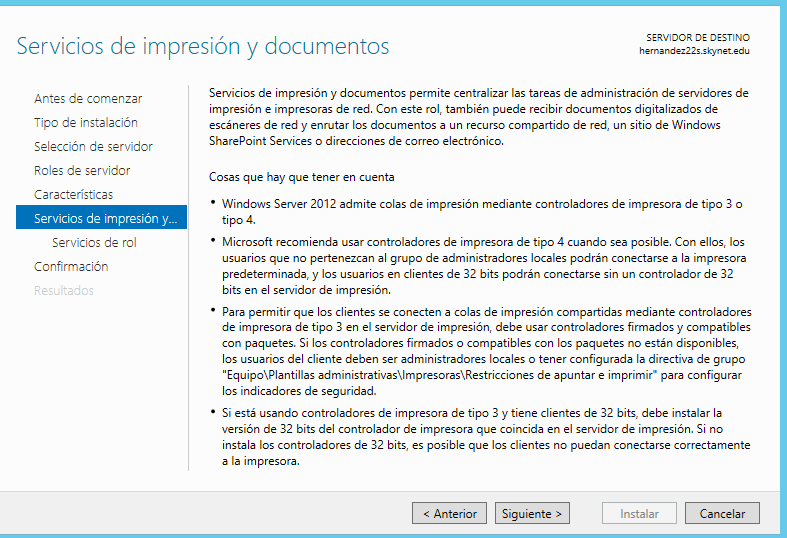 Servicios de impresión y documentos
SERVIDOR DE DESTINO
hernandez22s.skynet.edu
Antes de comenzar
Tipo de instalación
Selección de servidor
Roles de servidor
Características
Servicios de impresión y...
Servicios de rol
Confirmación
Resultados
Servicios de impresión y documentos permite centralizar las tareas de administración de servidores de
impresión e impresoras de red. Con este rol, también puede recibir documentos digitalizados de
escáneres de red y enrutar los documentos a un recurso compartido de red, un sitio de Windows
SharePoint Services o direcciones de correo electrónico.
Cosas que hay que tener en cuenta
• Windows Server 2012 admite colas de impresión mediante controladores de impresora de tipo 3 o
tipo 4.
• Microsoft recomienda usar controladores de impresora de tipo 4 cuando sea posible. Con ellos, los
usuarios que no pertenezcan al grupo de administradores locales podrán conectarse a la impresora
predeterminada, y los usuarios en clientes de 32 bits podrán conectarse sin un controlador de 32
bits en el servidor de impresión.
• Para permitir que los clientes se conecten a colas de impresión compartidas mediante controladores
de impresora de tipo 3 en el servidor de impresión, debe usar controladores firmados y compatibles
con paquetes. Si los controladores firmados o compatibles con los paquetes no están disponibles,
los usuarios del cliente deben ser administradores locales o tener configurada la directiva de grupo
"Equipo\Plantillas administrativas\Impresoras\Restricciones de apuntar e imprimir" para configurar
los indicadores de seguridad.
• Si está usando controladores de impresora de tipo 3 y tiene clientes de 32 bits, debe instalar la
versión de 32 bits del controlador de impresora que coincida en el servidor de impresión. Si no
instala los controladores de 32 bits, es posible que los clientes no puedan conectarse correctamente
a la impresora.
< Anterior
Siguiente >
Instalar
Cancelar